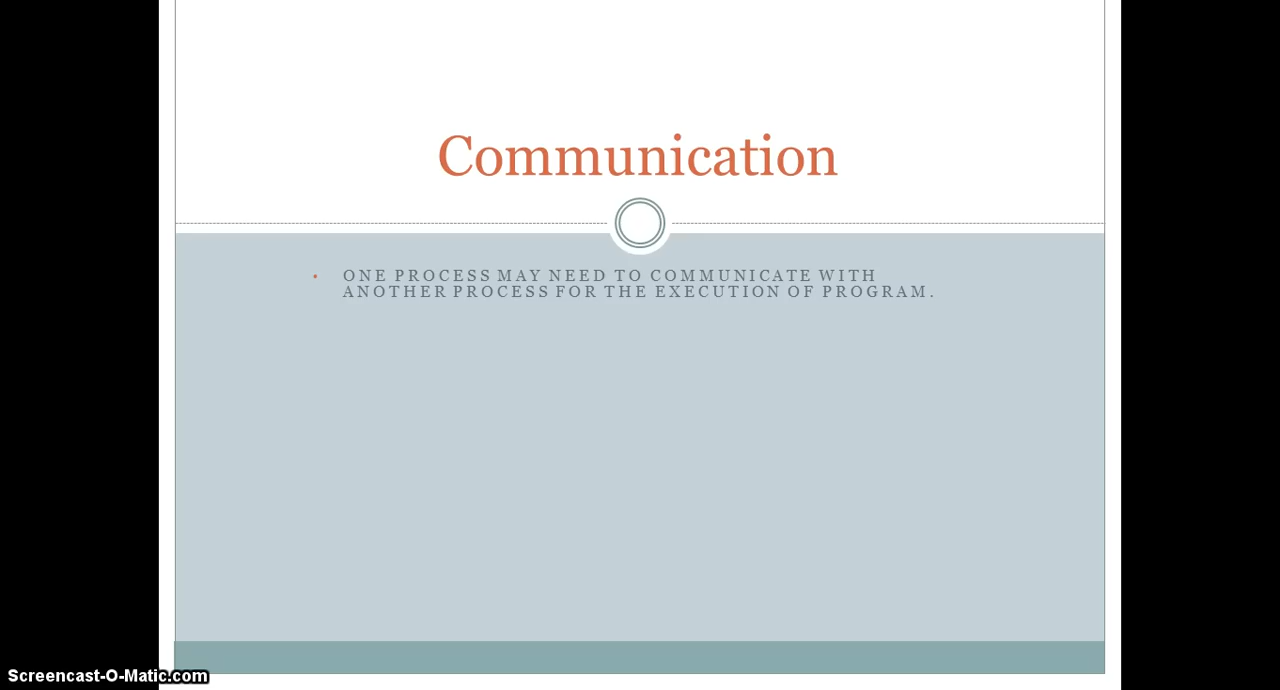 Communication
• ONE PROCESS MAY NEED TO COMMUNICATE WITH
ANOTHER PROCESS FOR THE EXECUTION OF PROGRAM.
Screencast-O-Matic.com